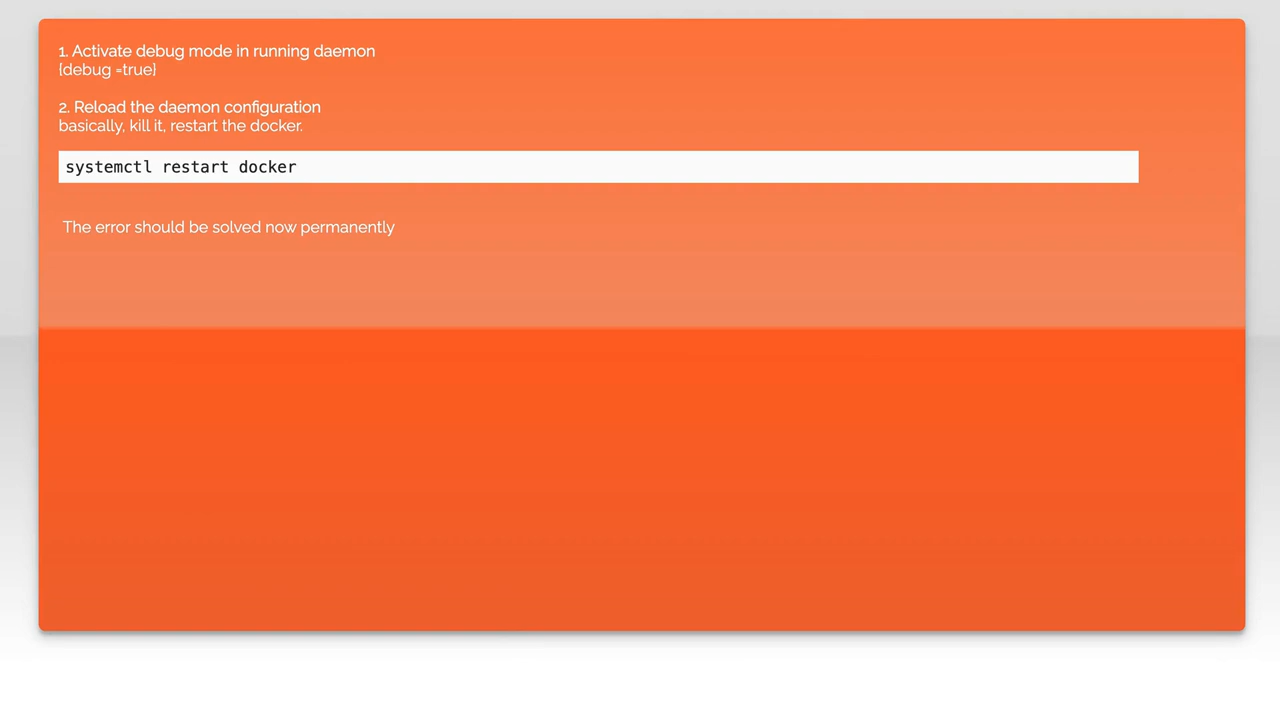 1. Activate debug mode in running daemon
{debug =true}
2. Reload the daemon configuration
basically, kill it, restart the docker.
systemctl restart docker
The error should be solved now permanently